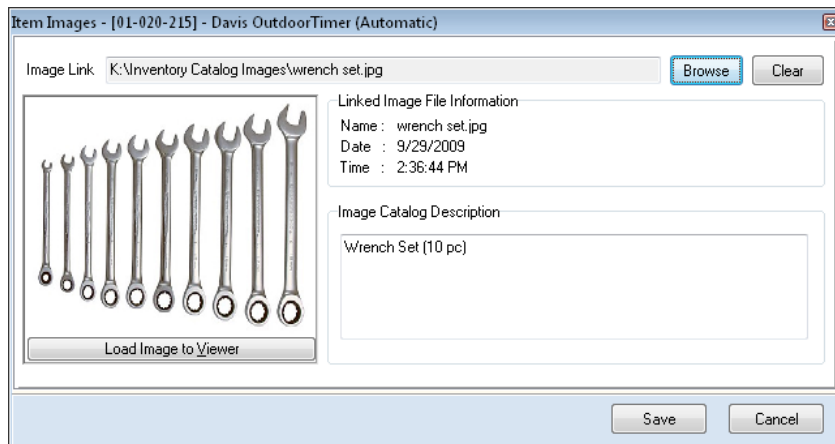 Item Images - [01-020-215] - Davis OutdoorTimer (Automatic)
Image Link K:\Inventory Catalog Images\wrench set.jpg Browse Clear
Linked Image File Information
Name : wrench set.jpg
Date : 9/29/2009
Time : 2:36:44 PM
Image Catalog Description
Wrench Set (10 pc)
Load Image to Viewer
Save Cancel